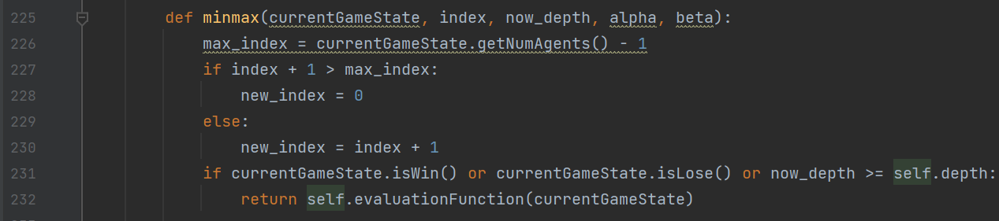 225 def minmax(currentGameState, index, now_depth, alpha, beta):
226 max_index = currentGameState.getNumAgents() - 1
227 if index + 1 > max_index:
228 new_index = 0
229 else:
230 new_index = index + 1
231 if currentGameState.isWin() or currentGameState.isLose() or now_depth >= self.depth:
232 return self.evaluationFunction(currentGameState)